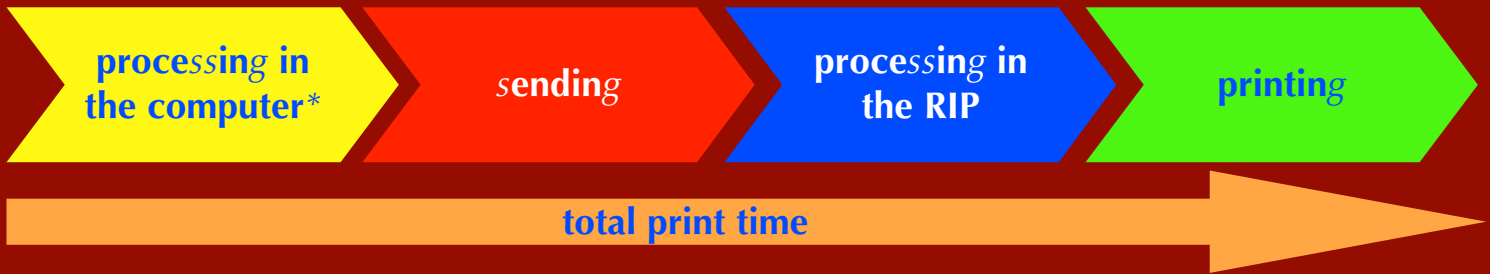 processing in
the computer*
sending
processing in
the RIP
printing
total print time